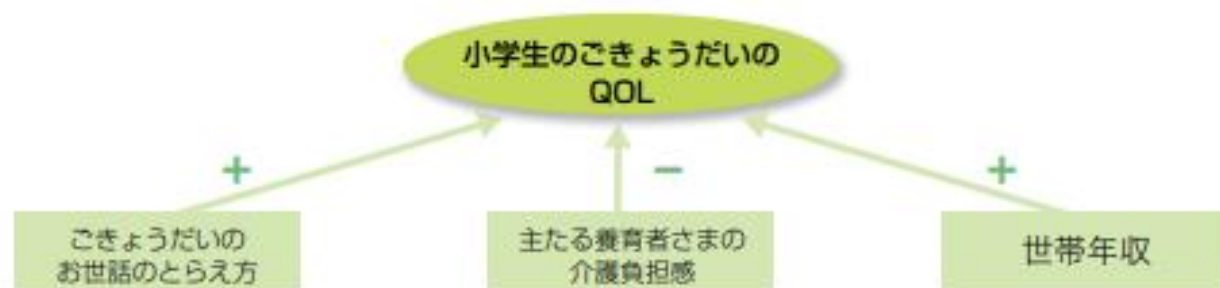 小学生のごきょうだいの
QOL
+
−
+
ごきょうだいの
お世話のとらえ方
主たる養育者さまの
介護負担感
世帯年収